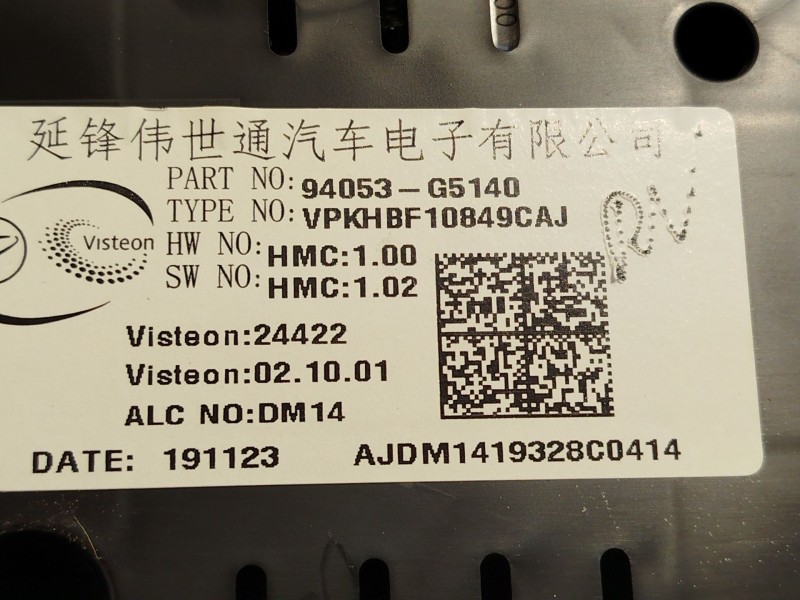 延锋伟世通汽车电子有限公司
PART NO: 94053-G5140
TYPE NO: VPKHBF10849CAJ
HW NO: HMC:1.00
SW NO: HMC:1.02
Visteon
Visteon:24422
Visteon:02.10.01
ALC NO:DM14
DATE: 191123 AJDM1419328C0414